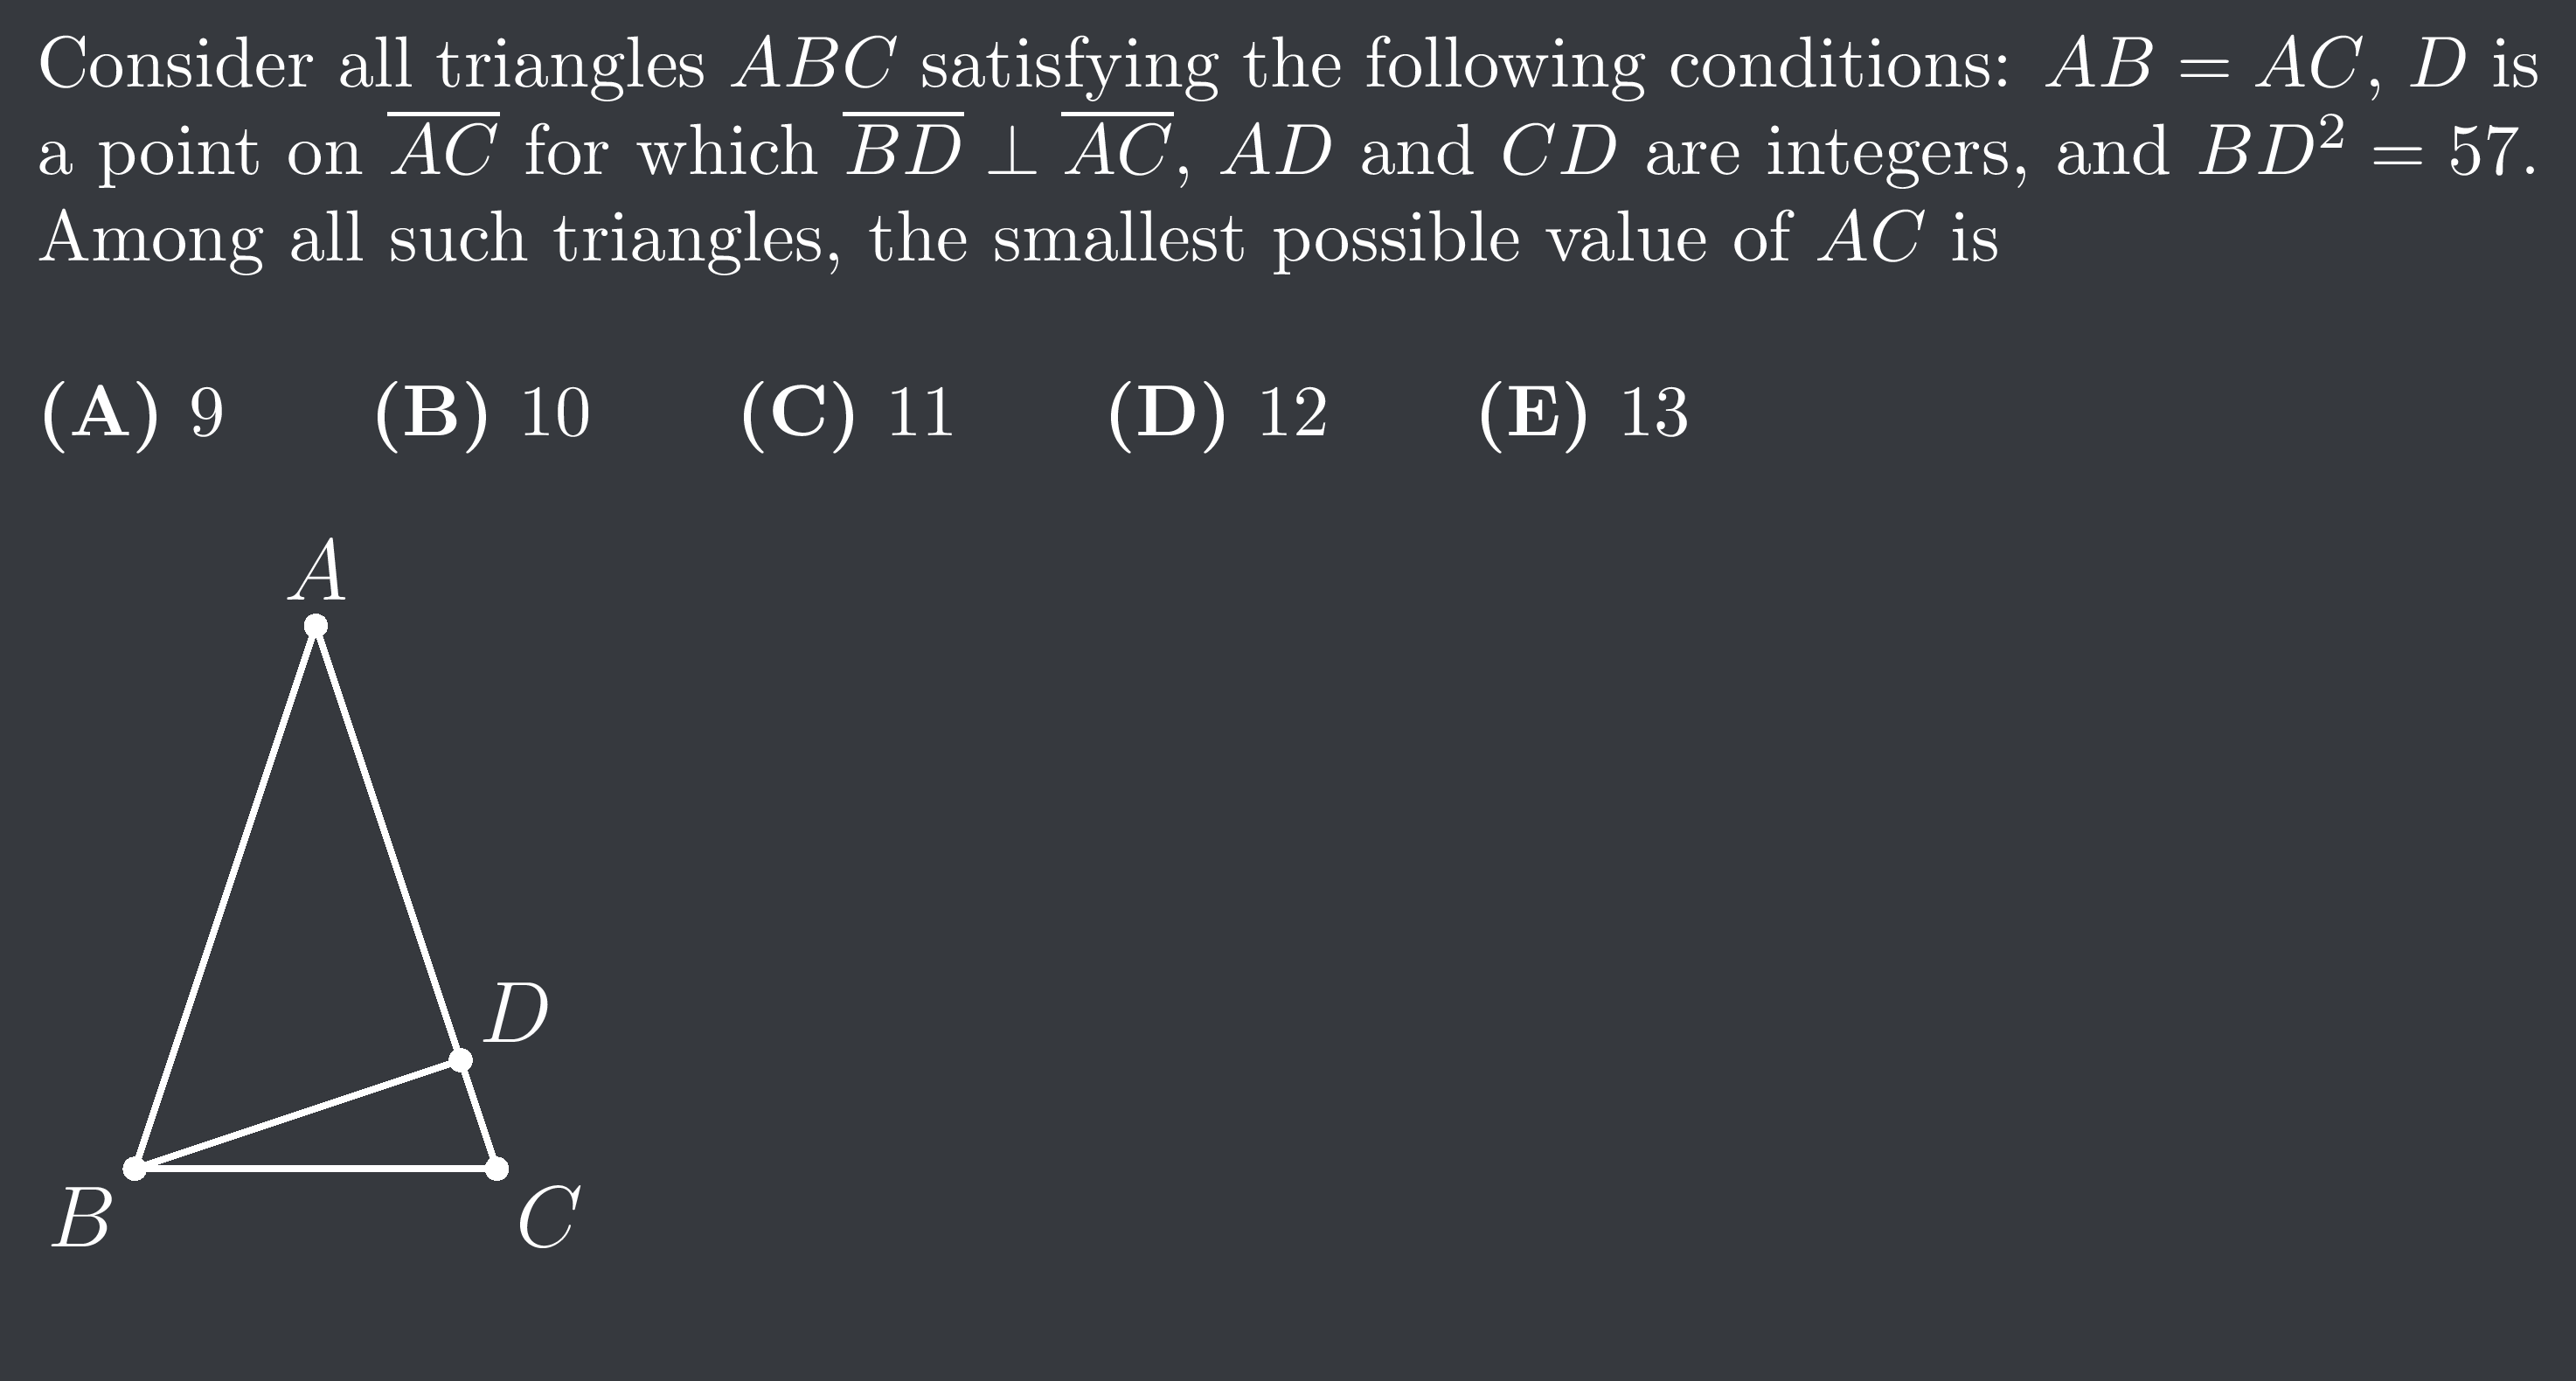 Consider all triangles $ABC$ satisfying the following conditions: $AB = AC$, $D$ is
a point on $\overline{AC}$ for which $\overline{BD} \perp \overline{AC}$, $AD$ and $CD$ are integers, and $BD^2 = 57$.
Among all such triangles, the smallest possible value of $AC$ is
(A) 9 (B) 10 (C) 11 (D) 12 (E) 13
A
D
B
C